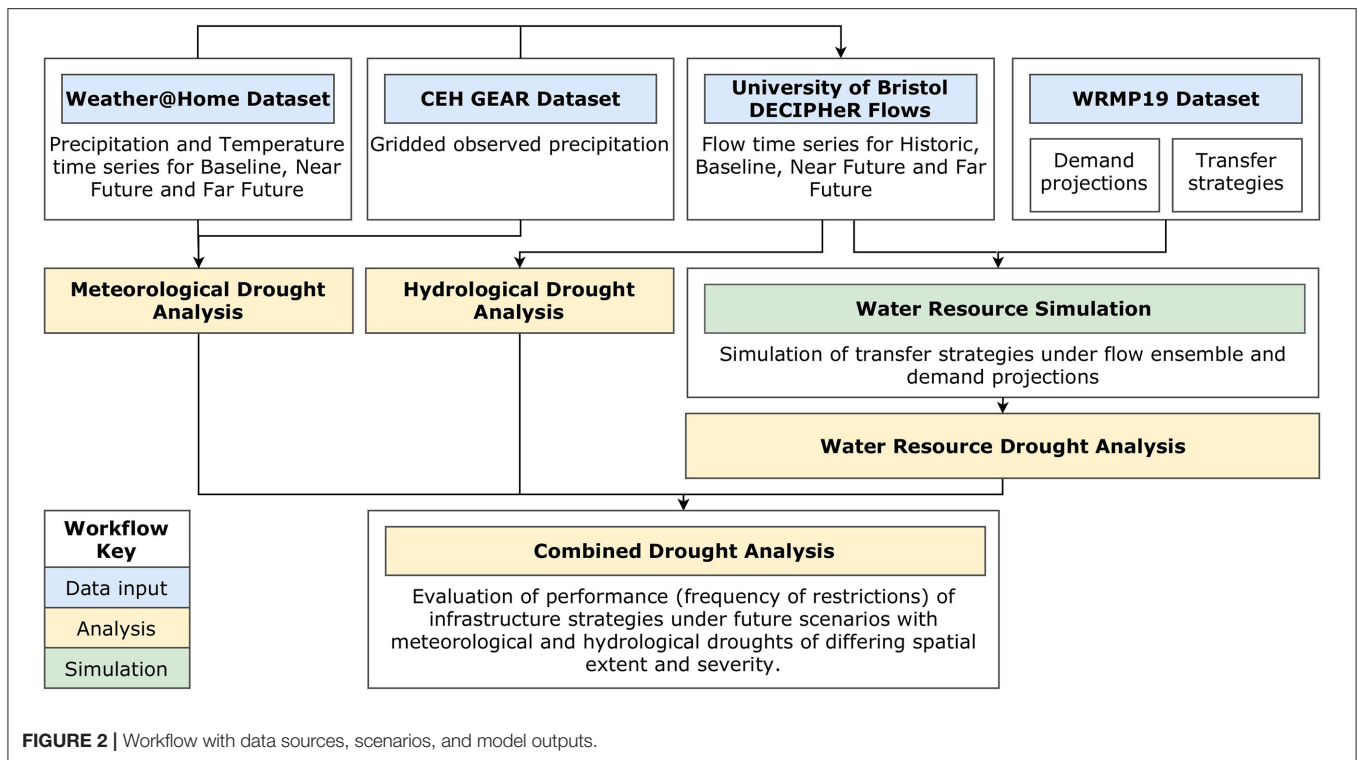 Weather@Home Dataset
Precipitation and Temperature
time series for Baseline, Near
Future and Far Future
CEH GEAR Dataset
Gridded observed precipitation
University of Bristol
DECIPHeR Flows
Flow time series for Historic,
Baseline, Near Future and Far
Future
WRMP19 Dataset
Demand
projections
Transfer
strategies
Meteorological Drought
Analysis
Hydrological Drought
Analysis
Water Resource Simulation
Simulation of transfer strategies under flow ensemble and
demand projections
Water Resource Drought Analysis
Workflow
Key
Data input
Analysis
Simulation
Combined Drought Analysis
Evaluation of performance (frequency of restrictions) of
infrastructure strategies under future scenarios with
meteorological and hydrological droughts of differing spatial
extent and severity.
FIGURE 2 | Workflow with data sources, scenarios, and model outputs.